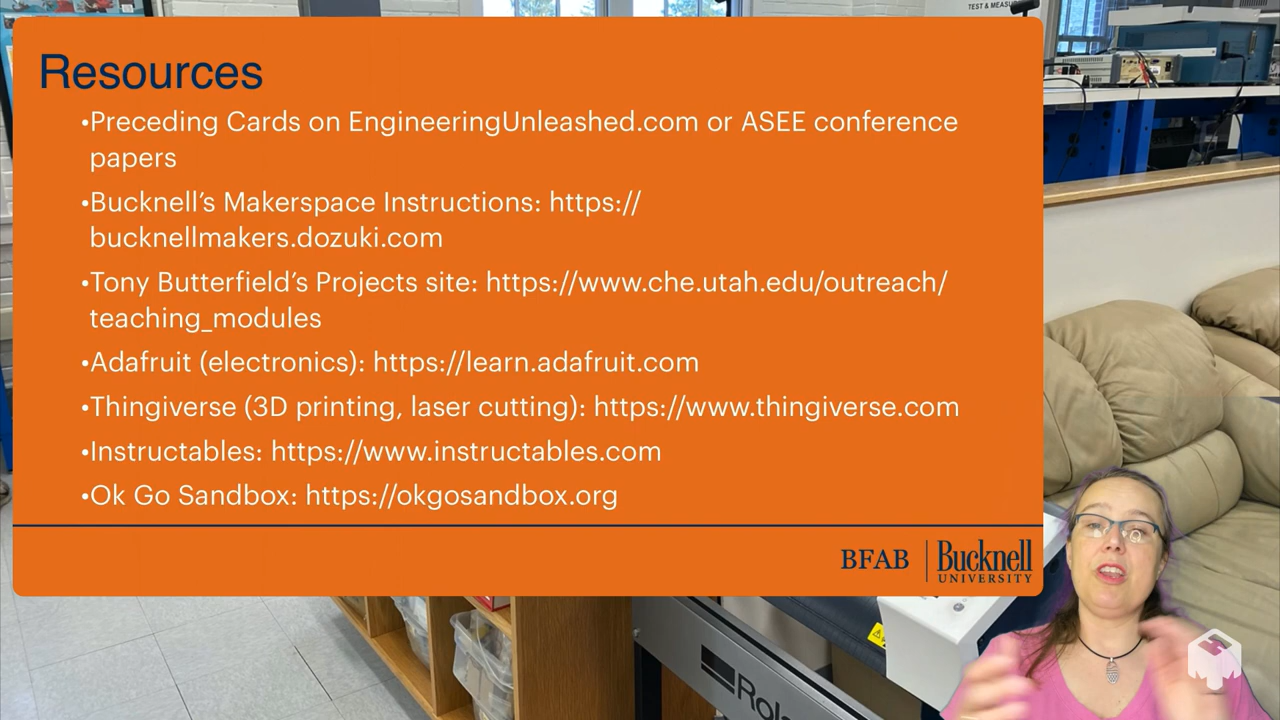 TEST & MEASU
Resources
•Preceding Cards on EngineeringUnleashed.com or ASEE conference
papers
•Bucknell’s Makerspace Instructions: https://
bucknellmakers.dozuki.com
•Tony Butterfield’s Projects site: https://www.che.utah.edu/outreach/
teaching_modules
•Adafruit (electronics): https://learn.adafruit.com
•Thingiverse (3D printing, laser cutting): https://www.thingiverse.com
•Instructables: https://www.instructables.com
•Ok Go Sandbox: https://okgosandbox.org
BFAB | Bucknell
UNIVERSITY
Rol